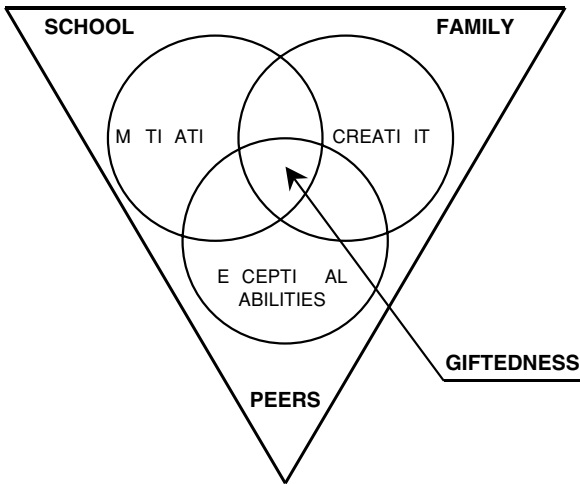 SCHOOL FAMILY
M TI ATI CREATI IT
E CEPTI AL
ABILITIES
GIFTEDNESS
PEERS